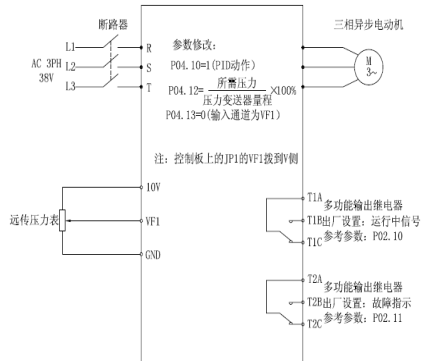 断路器
三相异步电动机
L1
R
参数修改:
AC 3PH
38V
L2
S
P04.10=1(PID动作)
M
3~
L3
T
P04.12=所需压力/压力变送器量程×100%
P04.13=0(输入通道为VF1)
注: 控制板上的JP1的VF1拨到V侧
10V
远传压力表
VF1
GND
T1A
多功能输出继电器
T1B
出厂设置: 运行中信号
T1C
参考参数: P02.10
T2A
多功能输出继电器
T2B
出厂设置: 故障指示
T2C
参考参数: P02.11